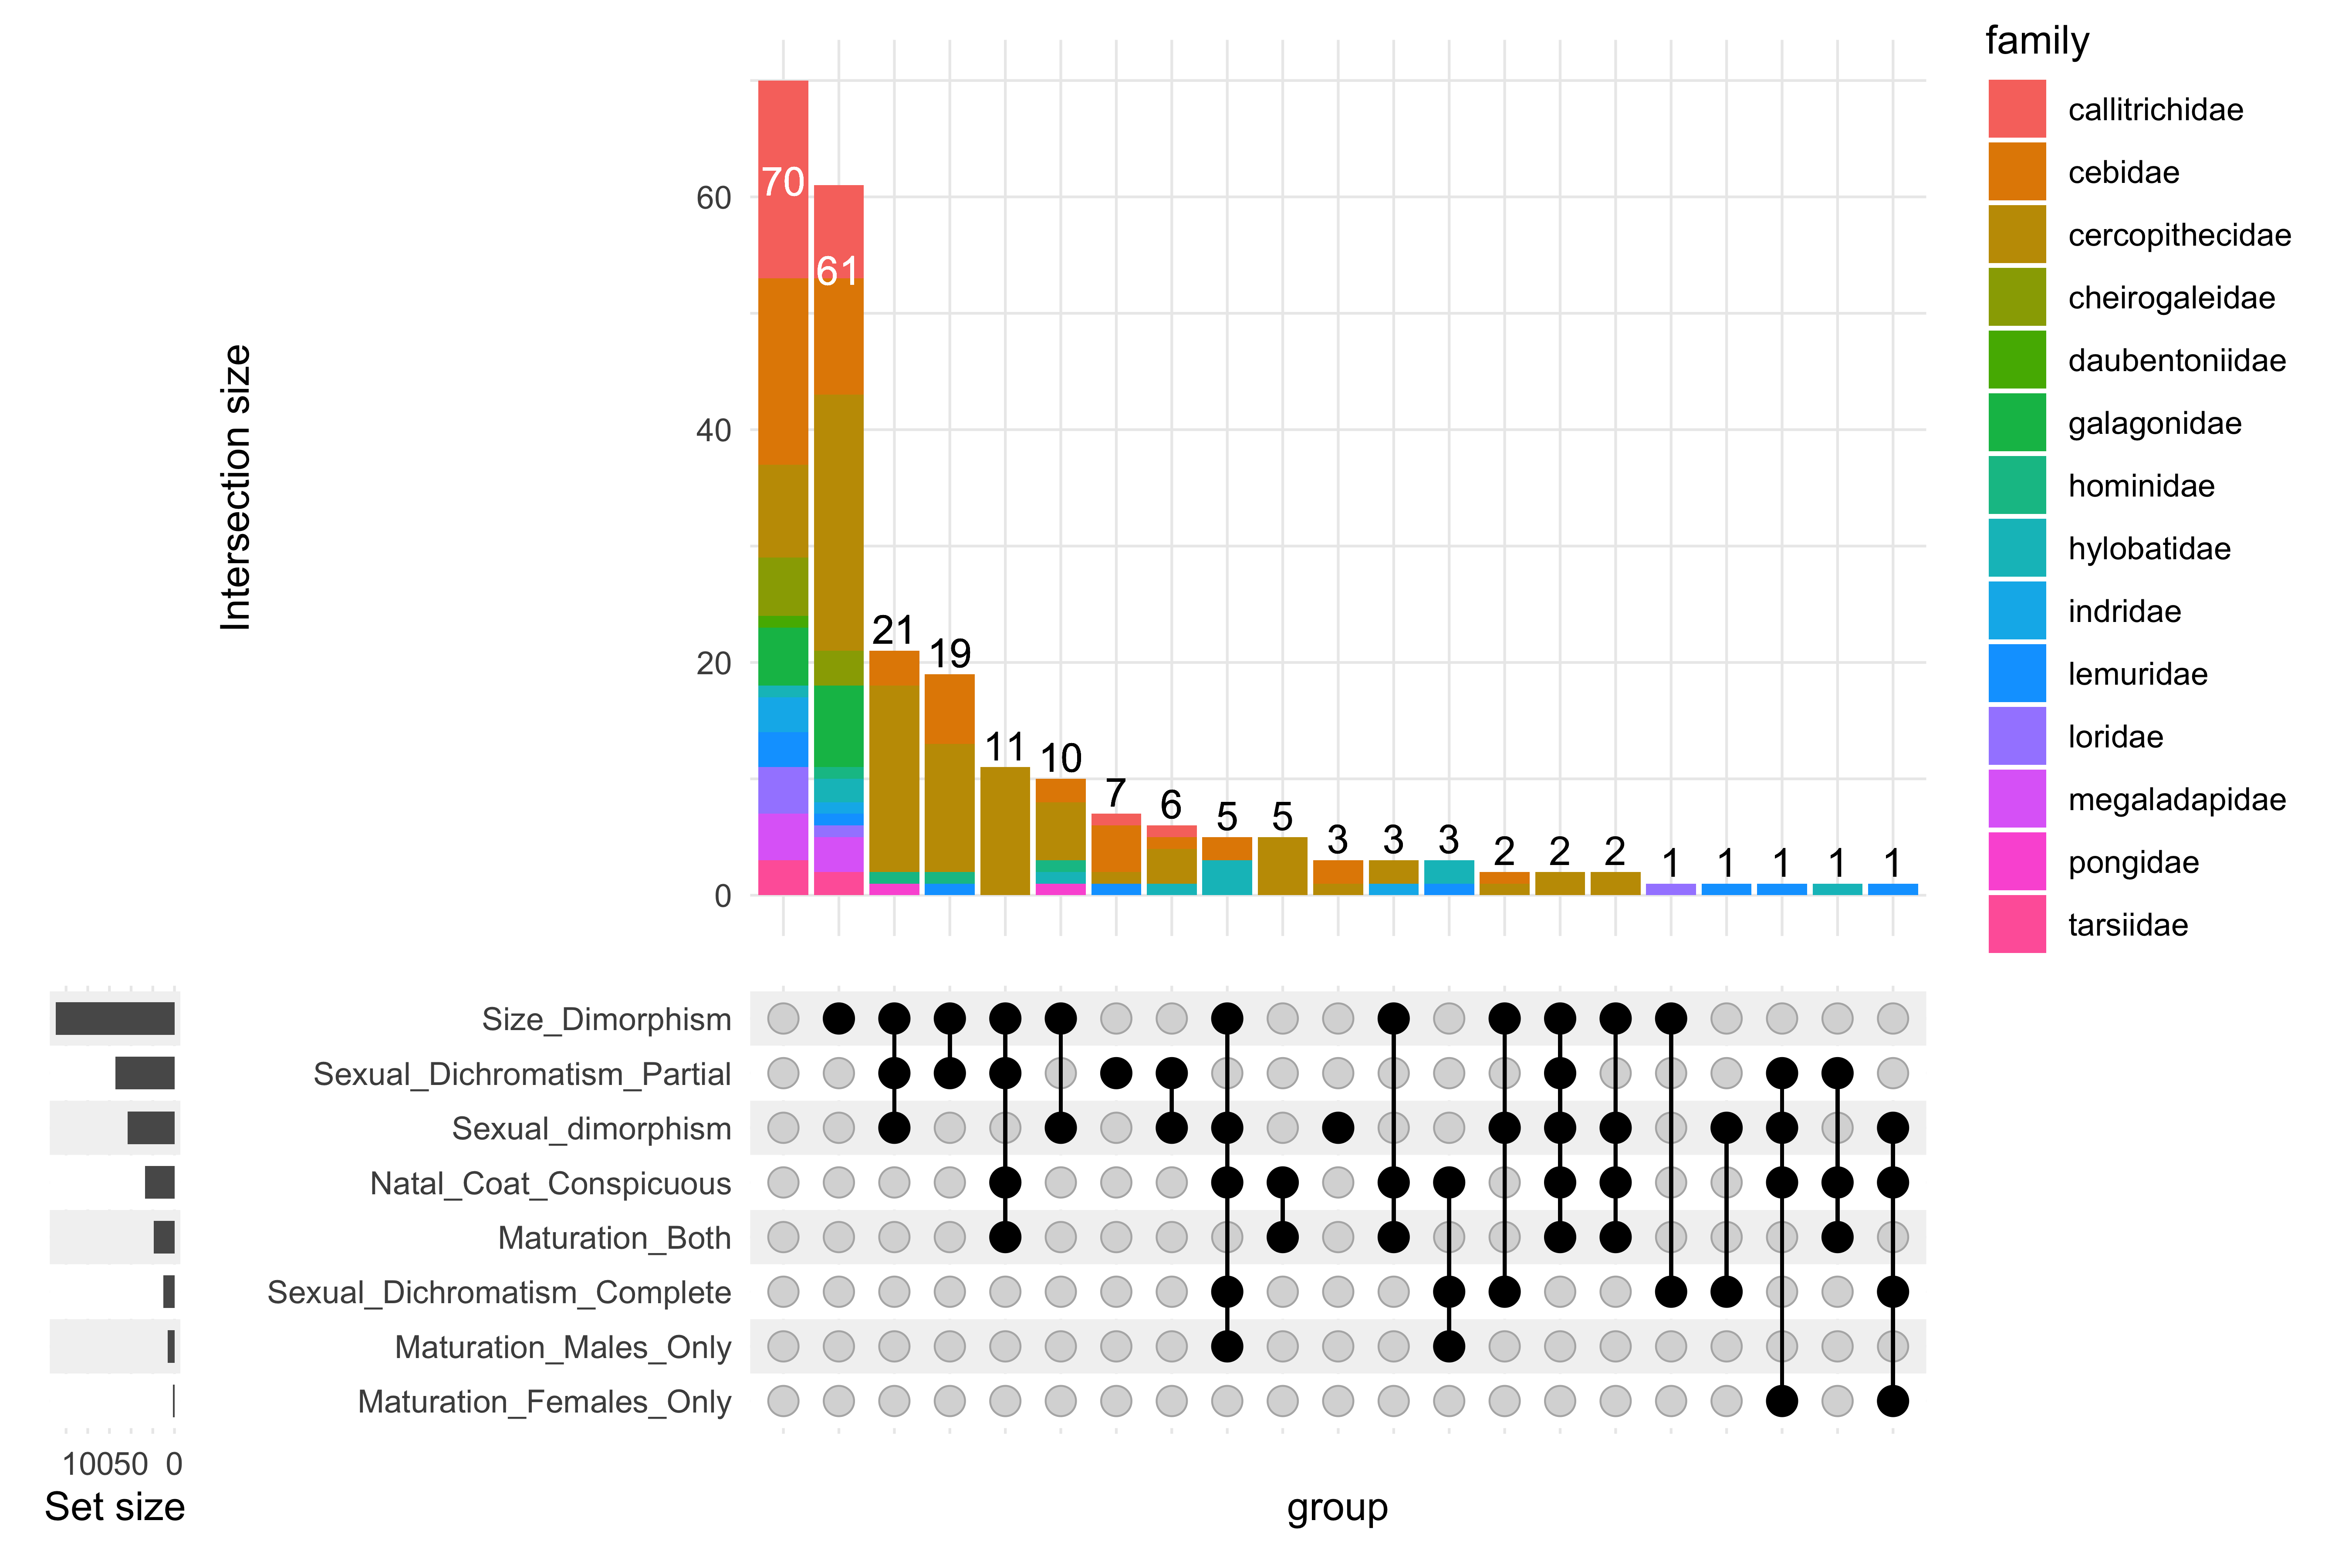 family
callitrichidae
cebidae
cercopithecidae
cheirogaleidae
daubentoniidae
galagonidae
hominidae
hylobatidae
indridae
lemuridae
loridae
megaladapidae
pongidae
tarsiidae
Intersection size
60
40
20
0
70
61
21
19
11
10
7
6
5
5
3
3
3
2
2
2
1
1
1
1
1
Size_Dimorphism
Sexual_Dichromatism_Partial
Sexual_dimorphism
Natal_Coat_Conspicuous
Maturation_Both
Sexual_Dichromatism_Complete
Maturation_Males_Only
Maturation_Females_Only
100 50 0
Set size
group